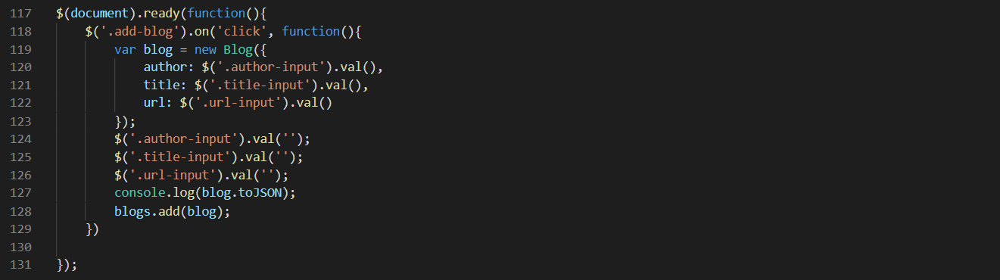 117 $(document).ready(function(){
118 $('.add-blog').on('click', function(){
119 var blog = new Blog({
120 author: $('.author-input').val(),
121 title: $('.title-input').val(),
122 url: $('.url-input').val()
123 });
124 $('.author-input').val('');
125 $('.title-input').val('');
126 $('.url-input').val('');
127 console.log(blog.toJSON);
128 blogs.add(blog);
129 })
130
131 });